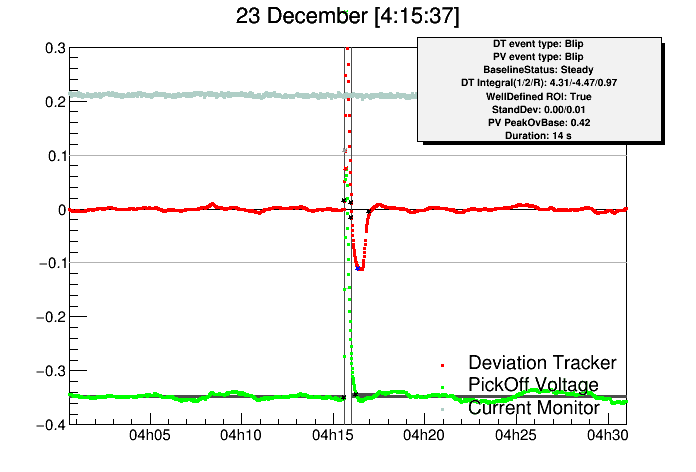 23 December [4:15:37]
DT event type: Blip
PV event type: Blip
BaselineStatus: Steady
DT Integral(1/2/R): 4.31/-4.47/0.97
WellDefined ROI: True
StandDev: 0.00/0.01
PV PeakOvBase: 0.42
Duration: 14 s
0.3
0.2
0.1
0
−0.1
−0.2
−0.3
−0.4
Deviation Tracker
PickOff Voltage
Current Monitor
04h05 04h10 04h15 04h20 04h25 04h30